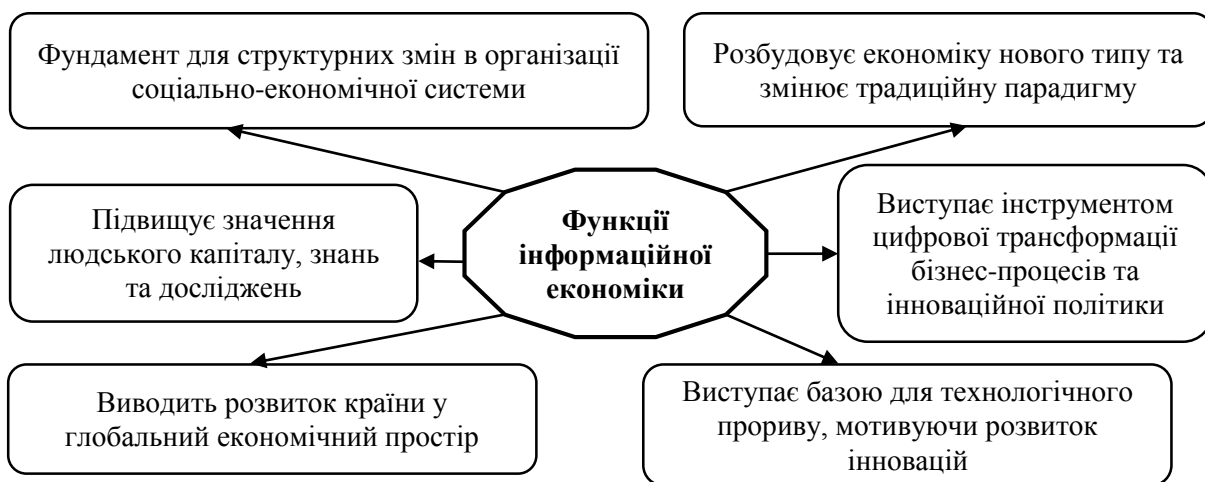 Фундамент для структурних змін в організації
соціально-економічної системи
Розбудовує економіку нового типу та
змінює традиційну парадигму
Підвищує значення
людського капіталу, знань
та досліджень
Функції
інформаційної
економіки
Виступає інструментом
цифрової трансформації
бізнес-процесів та
інноваційної політики
Виводить розвиток країни у
глобальний економічний простір
Виступає базою для технологічного
прориву, мотивуючи розвиток
інновацій